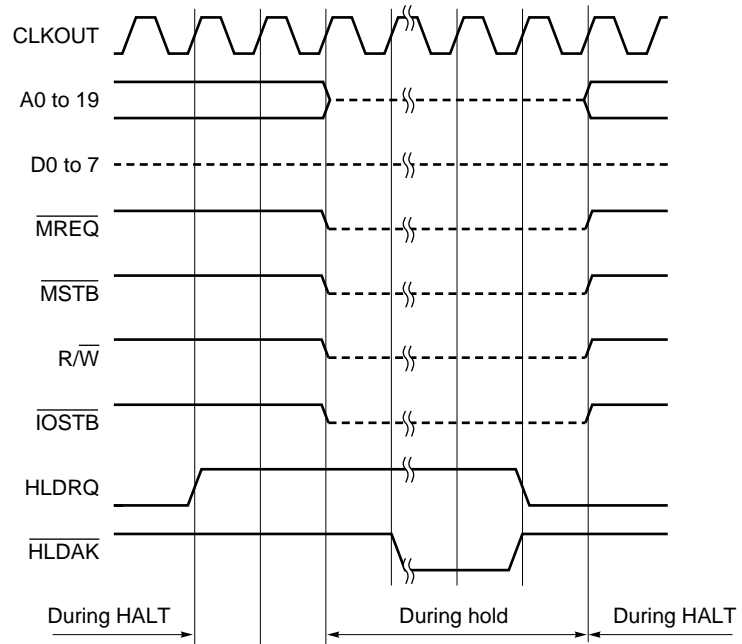 CLKOUT
A0 to 19
D0 to 7
MREQ
MSTB
R/W
IOSTB
HLDRQ
HLDAK
During HALT
During hold
During HALT